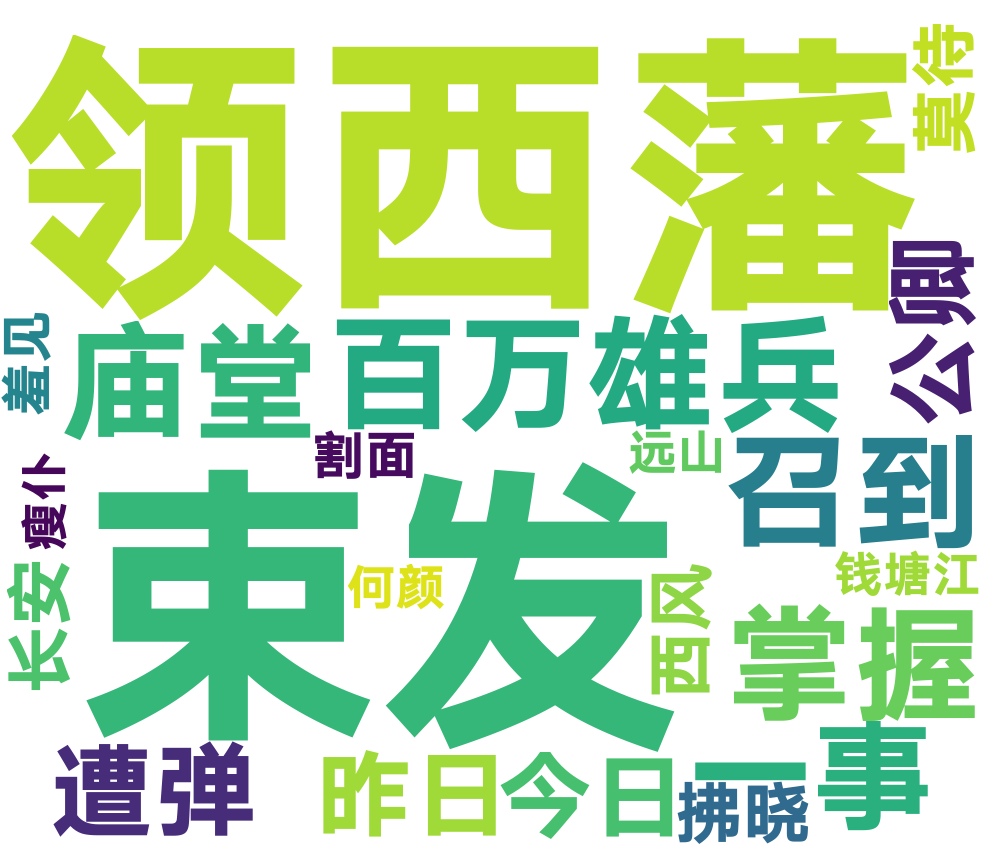 领西藩
莫待
公卿
羞见
庙堂
百万雄兵
割面
远山
召到
束发
瘦仆
长安
何颜
西风
钱塘江
掌握
遭弹
昨日今日
拂晓
一事